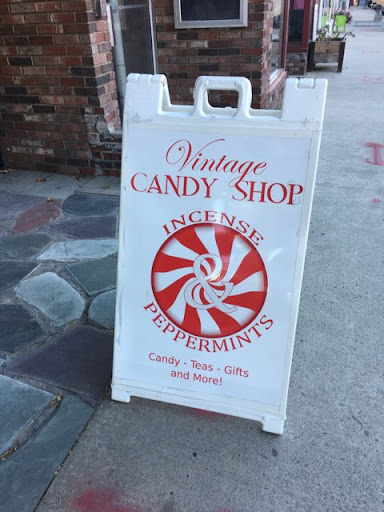 Vintage
CANDY SHOP
INCENSE
&
PEPPERMINTS
Candy - Teas - Gifts
and More!